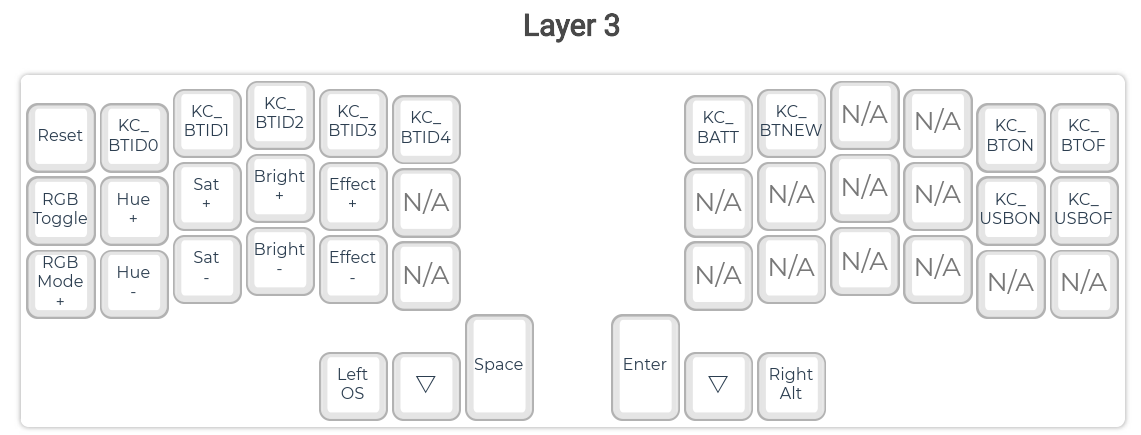 Layer 3
Reset
KC_
BTID0
KC_
BTID1
KC_
BTID2
KC_
BTID3
KC_
BTID4
KC_
BATT
KC_
BTNEW
N/A
N/A
KC_
BTON
KC_
BTOF
RGB
Toggle
Hue
+
Sat
+
Bright
+
Effect
+
N/A
N/A
N/A
N/A
N/A
KC_
USBON
KC_
USBOF
RGB
Mode
+
Hue
-
Sat
-
Bright
-
Effect
-
N/A
N/A
N/A
N/A
N/A
N/A
N/A
Left
OS
▽
Space
Enter
▽
Right
Alt